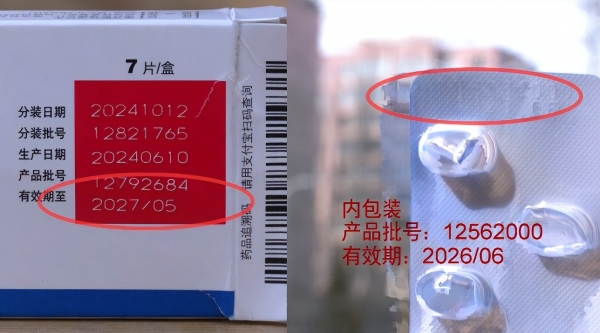 7 片/盒
分装日期 20241012
分装批号 12821765
生产日期 20240610
产品批号 12792684
有效期至 2027/05
药品追溯码 请用支付宝扫码查询
内包装
产品批号：12562000
有效期：2026/06